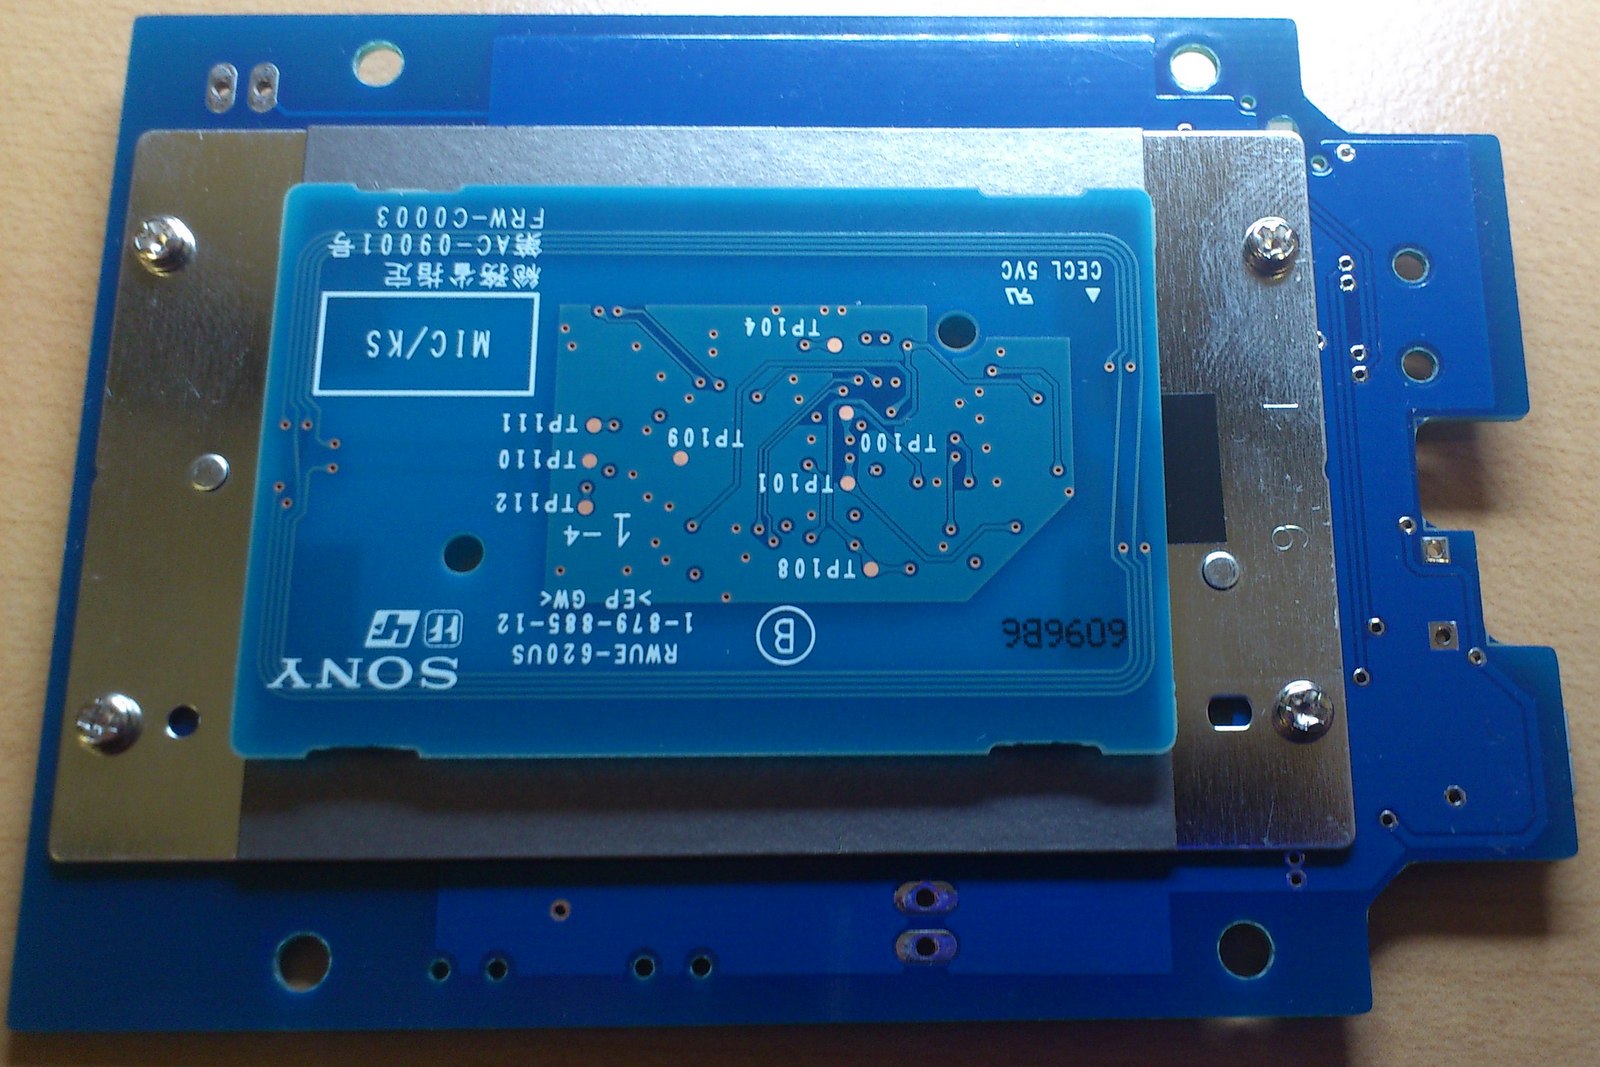 SONY
RWUE-620US
1-879-885-12
>EP GW<
B
6096B6
TP108
1-4
TP112
TP101
TP110
TP109
TP100
TP111
TP104
MIC/KS
CECL 5VC
総務省指定
第AC-09001号
FRW-C0003